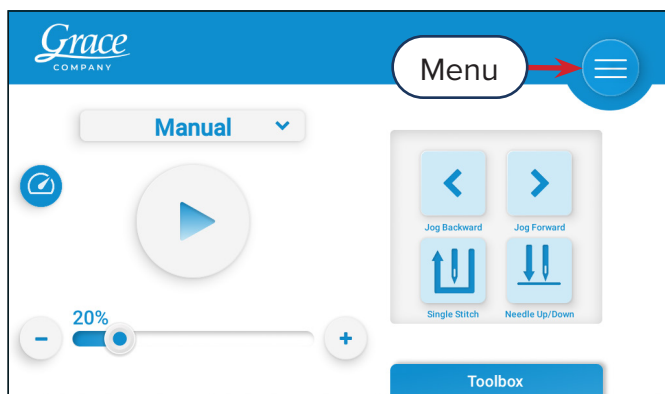 Grace
COMPANY
Menu
Manual
Jog Backward
Jog Forward
Single Stitch
Needle Up/Down
20%
Toolbox